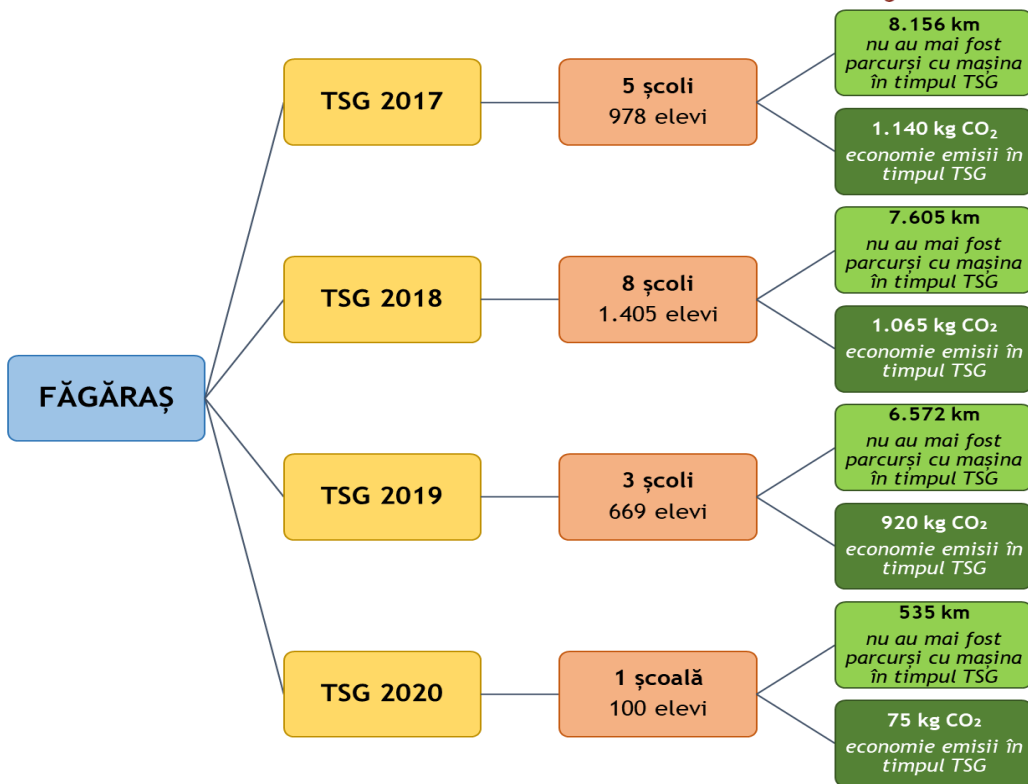 FĂGĂRAȘ
TSG 2017
5 școli
978 elevi
8.156 km
nu au mai fost
parcurși cu mașina
în timpul TSG
1.140 kg CO₂
economie emisii în
timpul TSG
TSG 2018
8 școli
1.405 elevi
7.605 km
nu au mai fost
parcurși cu mașina
în timpul TSG
1.065 kg CO₂
economie emisii în
timpul TSG
TSG 2019
3 școli
669 elevi
6.572 km
nu au mai fost
parcurși cu mașina
în timpul TSG
920 kg CO₂
economie emisii în
timpul TSG
TSG 2020
1 școală
100 elevi
535 km
nu au mai fost
parcurși cu mașina
în timpul TSG
75 kg CO₂
economie emisii în
timpul TSG